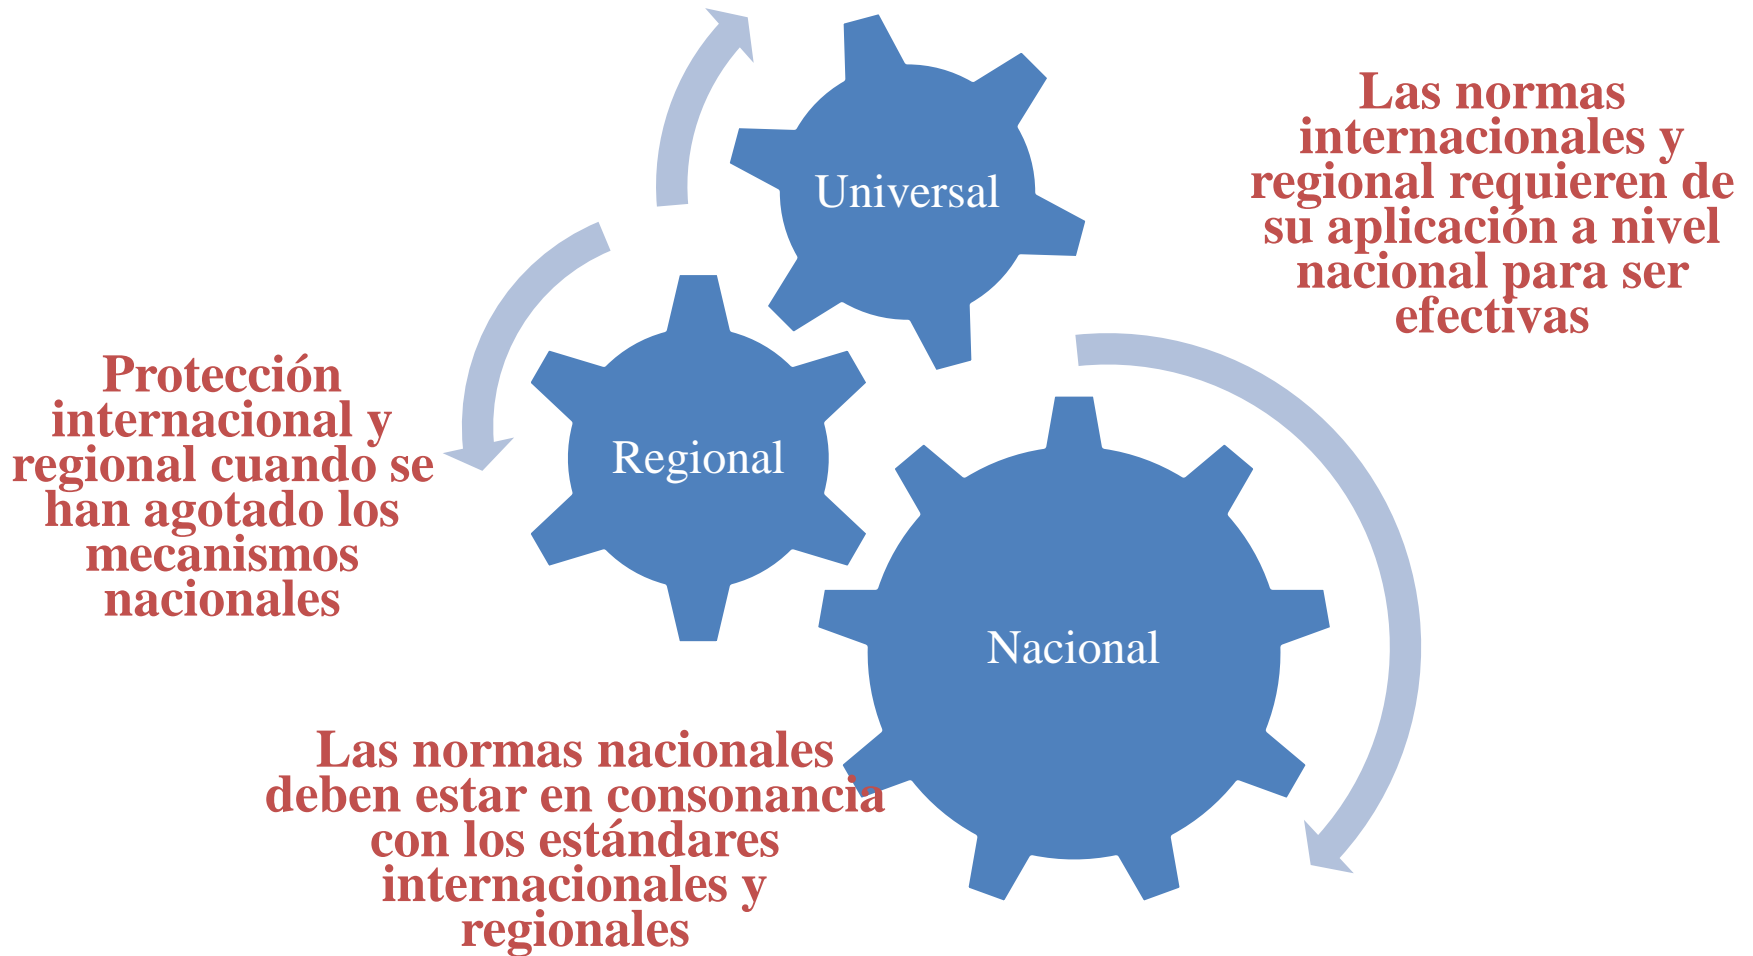 Universal
Las normas
internacionales y
regional requieren de
su aplicación a nivel
nacional para ser
efectivas
Protección
internacional y
regional cuando se
han agotado los
mecanismos
nacionales
Regional
Nacional
Las normas nacionales
deben estar en consonancia
con los estándares
internacionales y
regionales